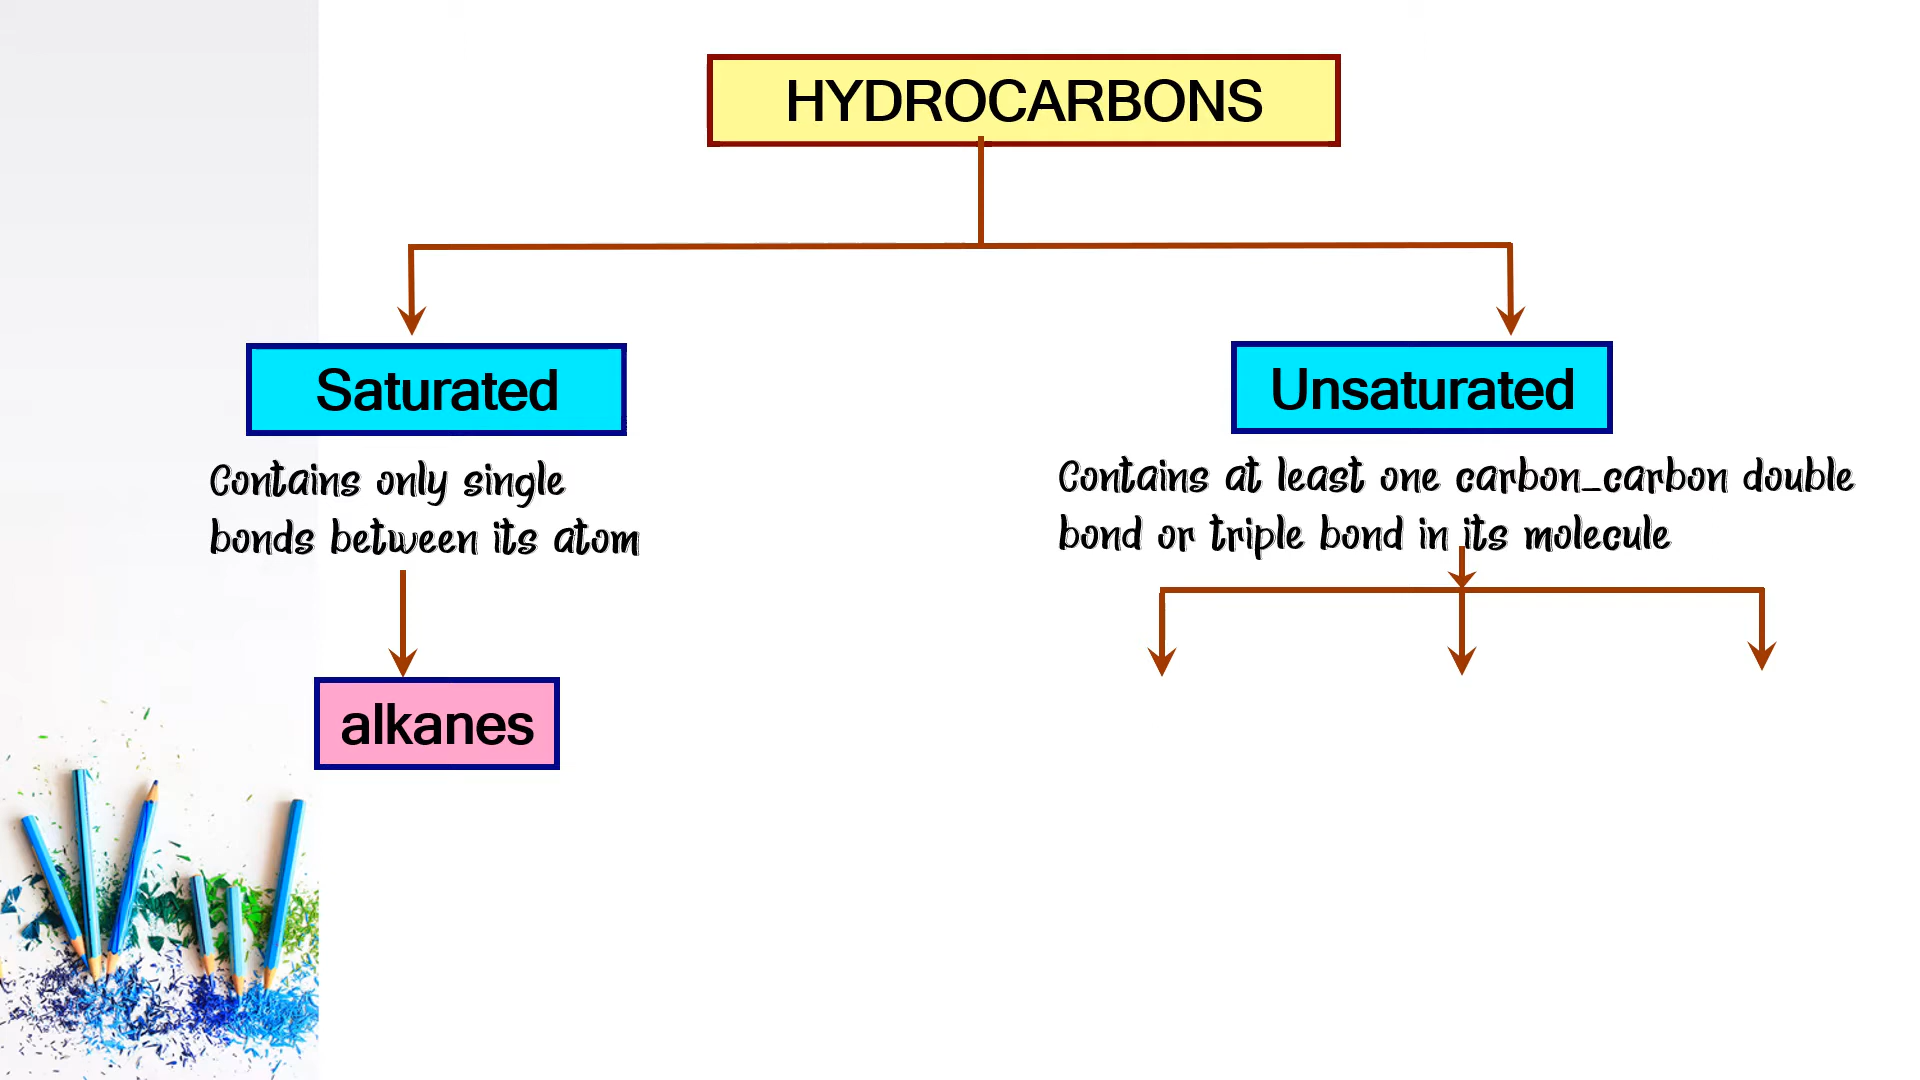 HYDROCARBONS
Saturated
Contains only single
bonds between its atom
alkanes
Unsaturated
Contains at least one carbon_carbon double
bond or triple bond in its molecule